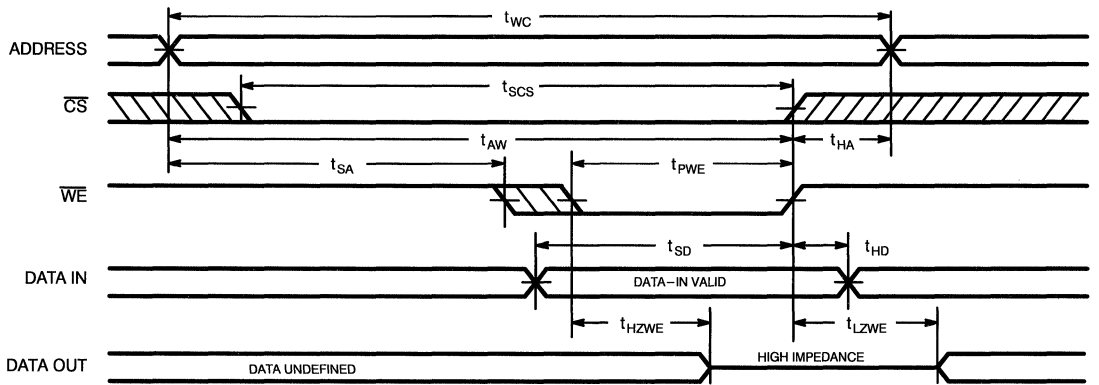 tWC
ADDRESS
tSCS
CS
tAW
tHA
tSA
tPWE
WE
tSD
tHD
DATA IN
DATA-IN VALID
tHZWE
tLZWE
DATA OUT
DATA UNDEFINED
HIGH IMPEDANCE